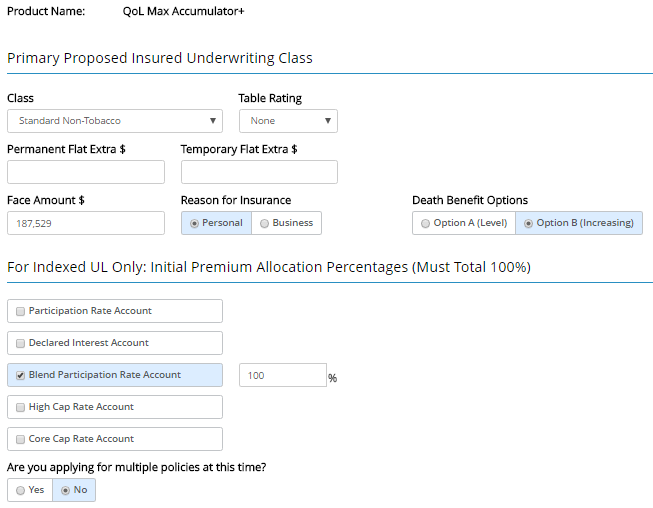 Product Name: QoL Max Accumulator+
Primary Proposed Insured Underwriting Class
Class Table Rating
Standard Non-Tobacco None
Permanent Flat Extra $ Temporary Flat Extra $
Face Amount $ Reason for Insurance Death Benefit Options
187,529 Personal Business Option A (Level) Option B (Increasing)
For Indexed UL Only: Initial Premium Allocation Percentages (Must Total 100%)
Participation Rate Account
Declared Interest Account
Blend Participation Rate Account 100 %
High Cap Rate Account
Core Cap Rate Account
Are you applying for multiple policies at this time?
Yes No